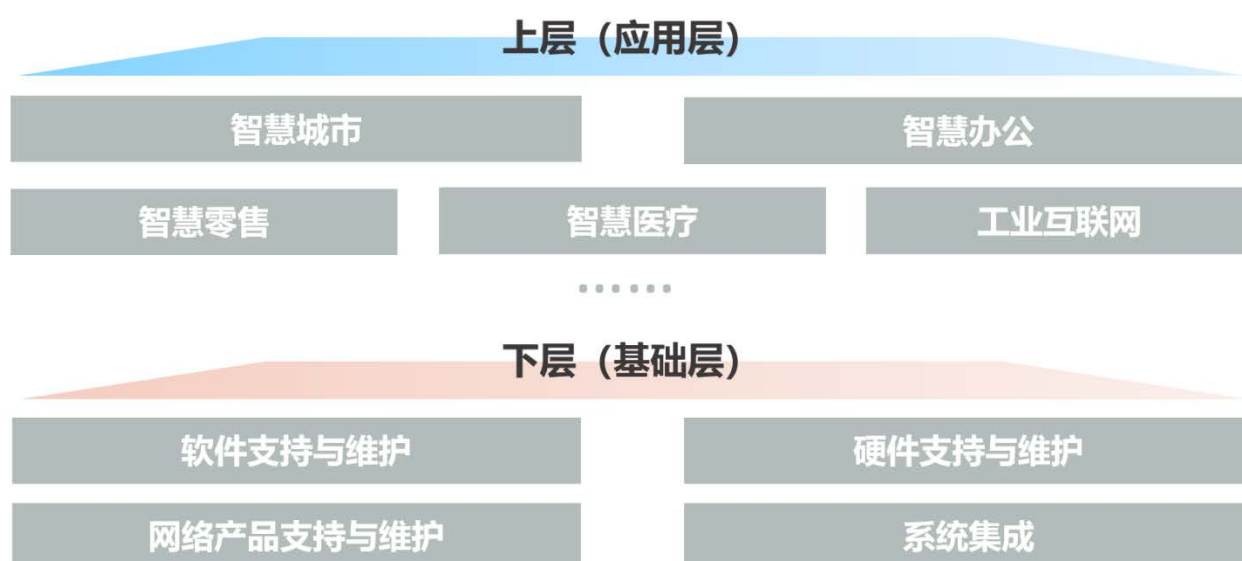 上层（应用层）
智慧城市
智慧办公
智慧零售
智慧医疗
工业互联网
……
下层（基础层）
软件支持与维护
硬件支持与维护
网络产品支持与维护
系统集成